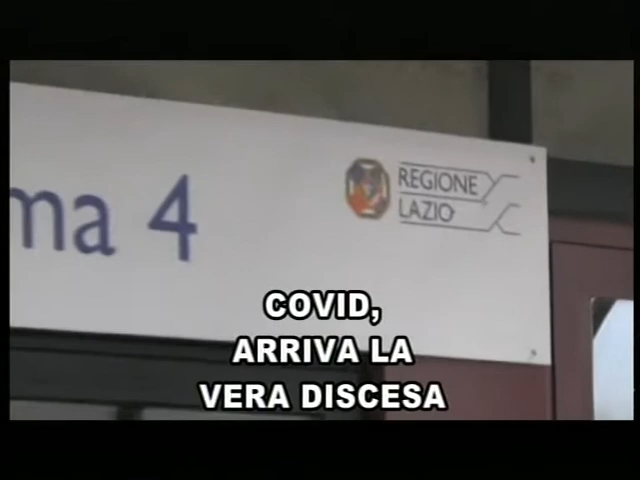 ma 4
REGIONE
LAZIO
COVID,
ARRIVA LA
VERA DISCESA